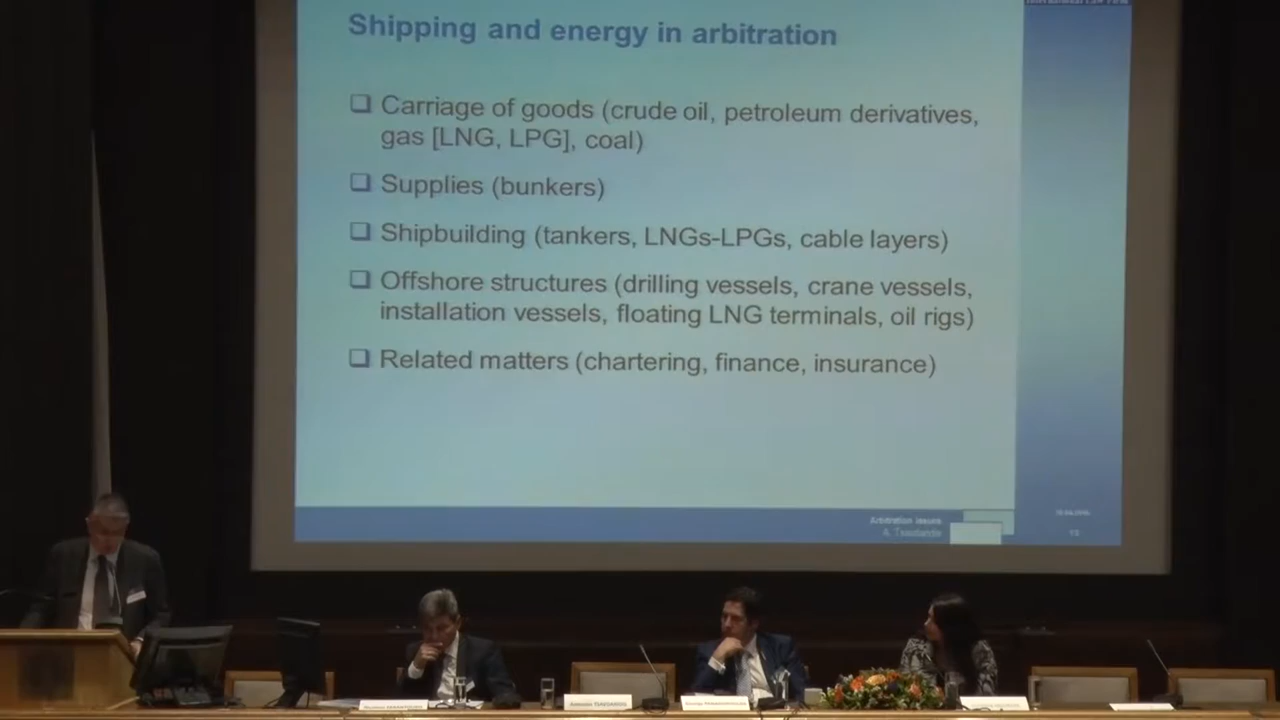 Shipping and energy in arbitration
❑ Carriage of goods (crude oil, petroleum derivatives,
gas [LNG, LPG], coal)
❑ Supplies (bunkers)
❑ Shipbuilding (tankers, LNGs-LPGs, cable layers)
❑ Offshore structures (drilling vessels, crane vessels,
installation vessels, floating LNG terminals, oil rigs)
❑ Related matters (chartering, finance, insurance)
Arbitration issues